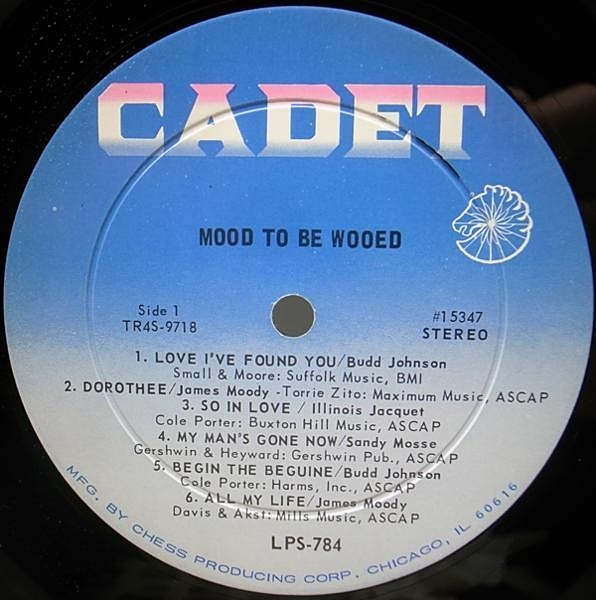 CADET
MOOD TO BE WOOED
Side 1
TR4S-9718
#15347
STEREO
1. LOVE I'VE FOUND YOU/Budd Johnson
Small & Moore: Suffolk Music, BMI
2. DOROTHEE/James Moody - Torrie Zito: Maximum Music, ASCAP
3. SO IN LOVE / Illinois Jacquet
Cole Porter: Buxton Hill Music, ASCAP
4. MY MAN'S GONE NOW/Sandy Mosse
Gershwin & Heyward: Gershwin Pub., ASCAP
5. BEGIN THE BEGUINE/Budd Johnson
Cole Porter: Harms, Inc., ASCAP
6. ALL MY LIFE/James Moody
Davis & Akst: Mills Music, ASCAP
LPS-784
MFG. BY CHESS PRODUCING CORP. CHICAGO, IL 60616